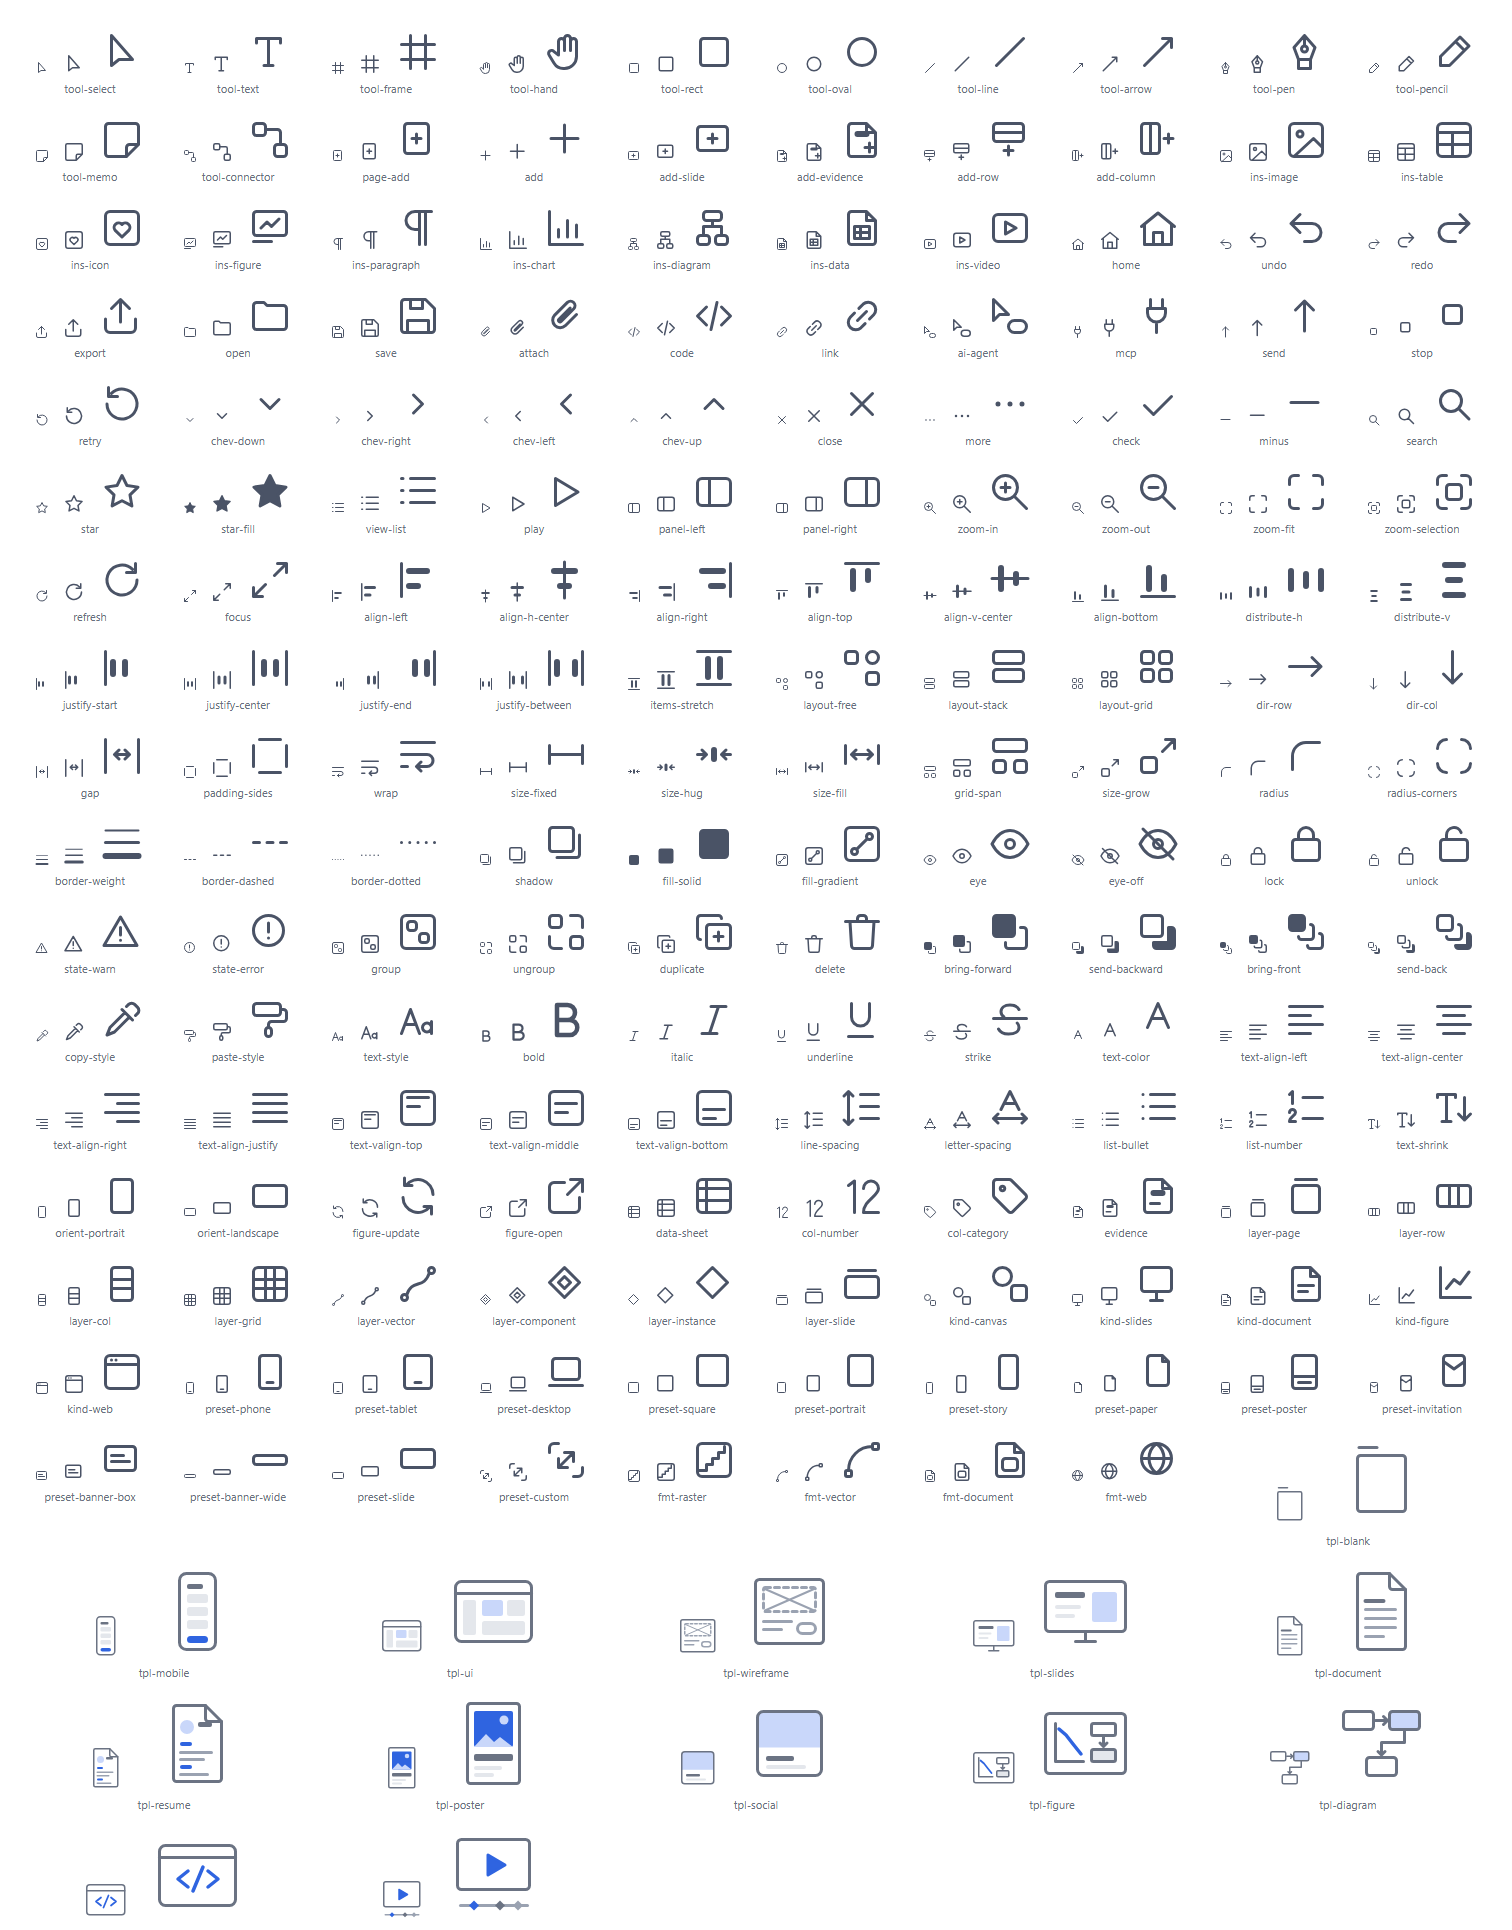 tool-select tool-text tool-frame tool-hand tool-rect tool-oval tool-line tool-arrow tool-pen tool-pencil
tool-memo tool-connector page-add add add-slide add-evidence add-row add-column ins-image ins-table
ins-icon ins-figure ins-paragraph ins-chart ins-diagram ins-data ins-video home undo redo
export open save attach code link ai-agent mcp send stop
retry chev-down chev-right chev-left chev-up close more check minus search
star star-fill view-list play panel-left panel-right zoom-in zoom-out zoom-fit zoom-selection
refresh focus align-left align-h-center align-right align-top align-v-center align-bottom distribute-h distribute-v
justify-start justify-center justify-end justify-between items-stretch layout-free layout-stack layout-grid dir-row dir-col
gap padding-sides wrap size-fixed size-hug size-fill grid-span size-grow radius radius-corners
border-weight border-dashed border-dotted shadow fill-solid fill-gradient eye eye-off lock unlock
state-warn state-error group ungroup duplicate delete bring-forward send-backward bring-front send-back
copy-style paste-style text-style bold italic underline strike text-color text-align-left text-align-center
text-align-right text-align-justify text-valign-top text-valign-middle text-valign-bottom line-spacing letter-spacing list-bullet list-number text-shrink
orient-portrait orient-landscape figure-update figure-open data-sheet col-number col-category evidence layer-page layer-row
layer-col layer-grid layer-vector layer-component layer-instance layer-slide kind-canvas kind-slides kind-document kind-figure
kind-web preset-phone preset-tablet preset-desktop preset-square preset-portrait preset-story preset-paper preset-poster preset-invitation
preset-banner-box preset-banner-wide preset-slide preset-custom fmt-raster fmt-vector fmt-document fmt-web
tpl-blank
tpl-mobile tpl-ui tpl-wireframe tpl-slides tpl-document
tpl-resume tpl-poster tpl-social tpl-figure tpl-diagram